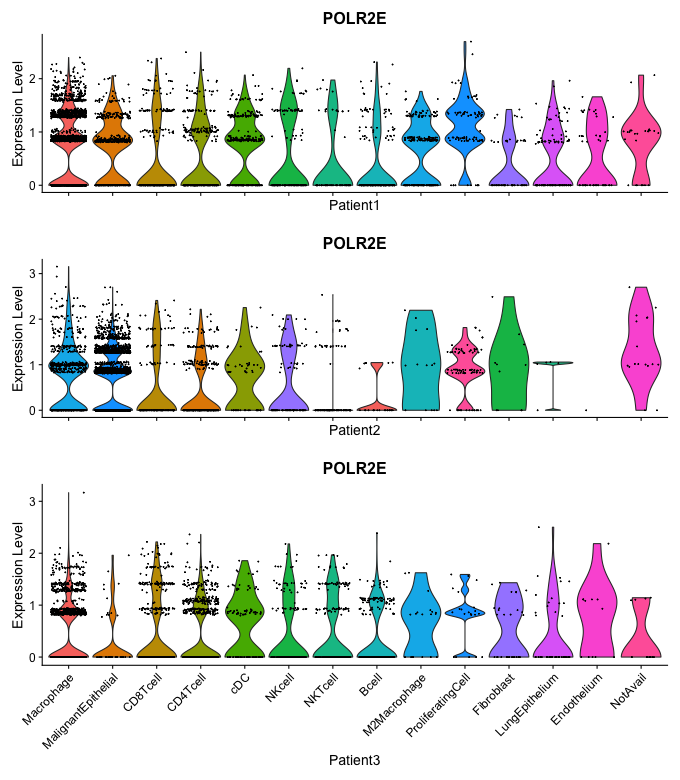 POLR2E
Expression Level
2
1
0
Patient1
POLR2E
Expression Level
3
2
1
0
Patient2
POLR2E
Expression Level
3
2
1
0
Macrophage
MalignantEpithelial
CD8Tcell
CD4Tcell
cDC
NKcell
NKTcell
Bcell
M2Macrophage
ProliferatingCell
Fibroblast
LungEpithelium
Endothelium
NotAvail
Patient3